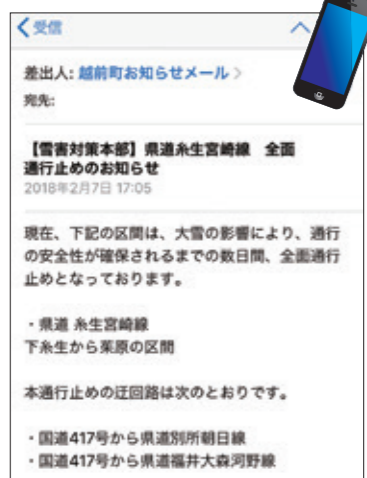 受信
差出人: 越前町お知らせメール
宛先:
【雪害対策本部】県道糸生宮崎線 全面
通行止めのお知らせ
2018年2月7日 17:05
現在、下記の区間は、大雪の影響により、通行
の安全性が確保されるまでの数日間、全面通行
止めとなっております。
・県道 糸生宮崎線
下糸生から茱原の区間
本通行止めの迂回路は次のとおりです。
・国道417号から県道別所朝日線
・国道417号から県道福井大森河野線